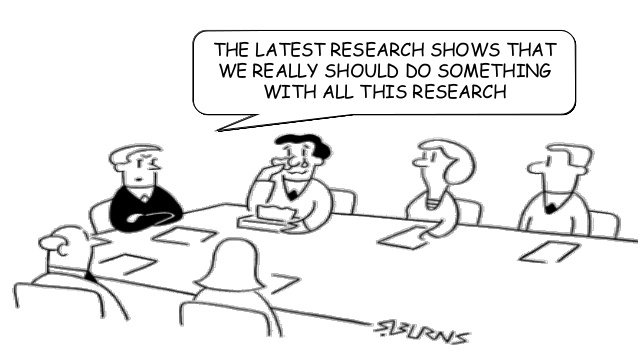 THE LATEST RESEARCH SHOWS THAT
WE REALLY SHOULD DO SOMETHING
WITH ALL THIS RESEARCH
S.BURNS